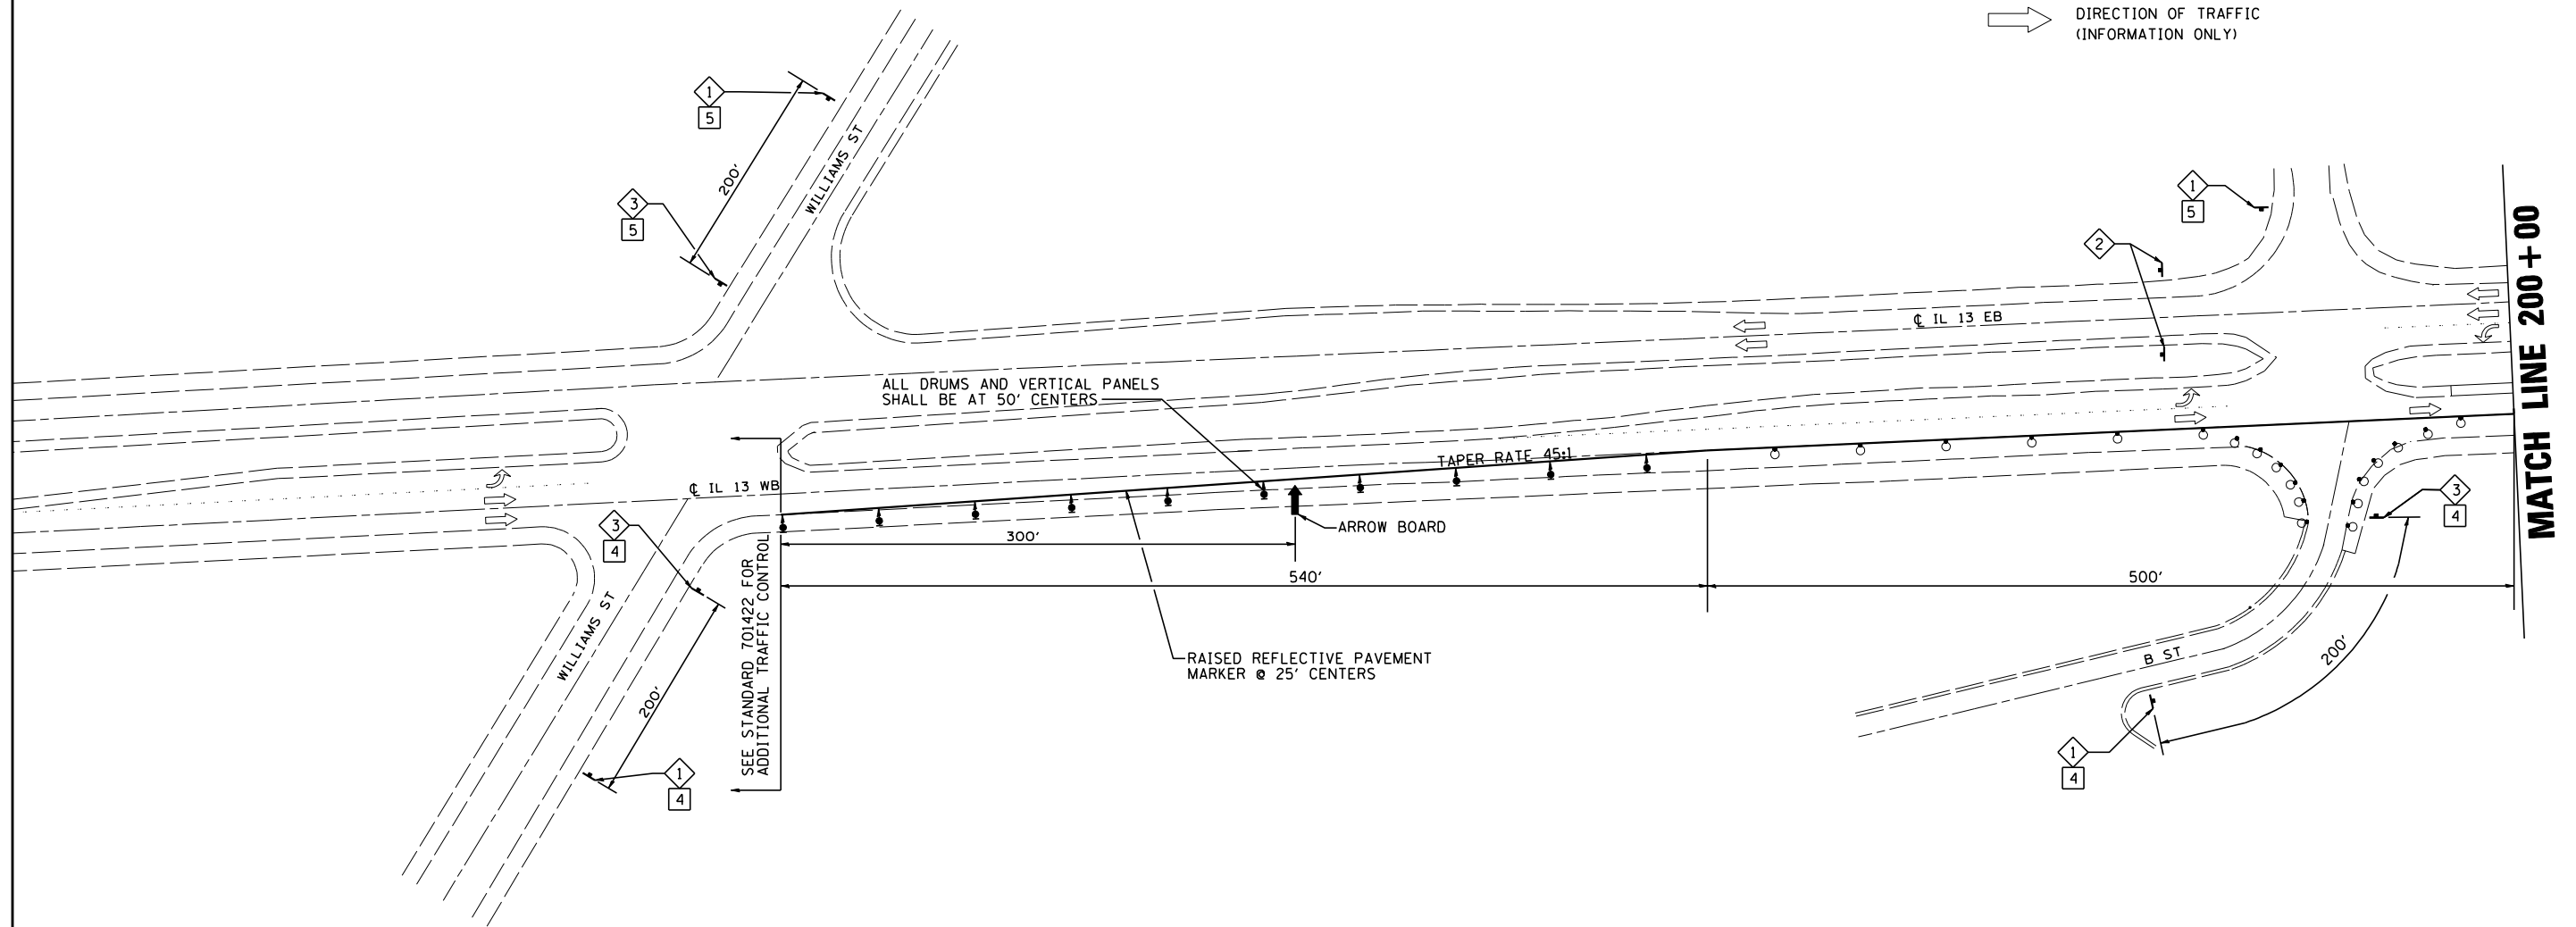 DIRECTION OF TRAFFIC
(INFORMATION ONLY)
1
5
200'
WILLIAMS ST
3
5
1
5
2
℄ IL 13 EB
MATCH LINE 200+00
ALL DRUMS AND VERTICAL PANELS
SHALL BE AT 50' CENTERS
TAPER RATE 45:1
℄ IL 13 WB
3
4
ARROW BOARD
300'
3
4
540'
500'
SEE STANDARD 701422 FOR
ADDITIONAL TRAFFIC CONTROL
WILLIAMS ST
200'
RAISED REFLECTIVE PAVEMENT
MARKER @ 25' CENTERS
B ST
200'
1
4
1
4